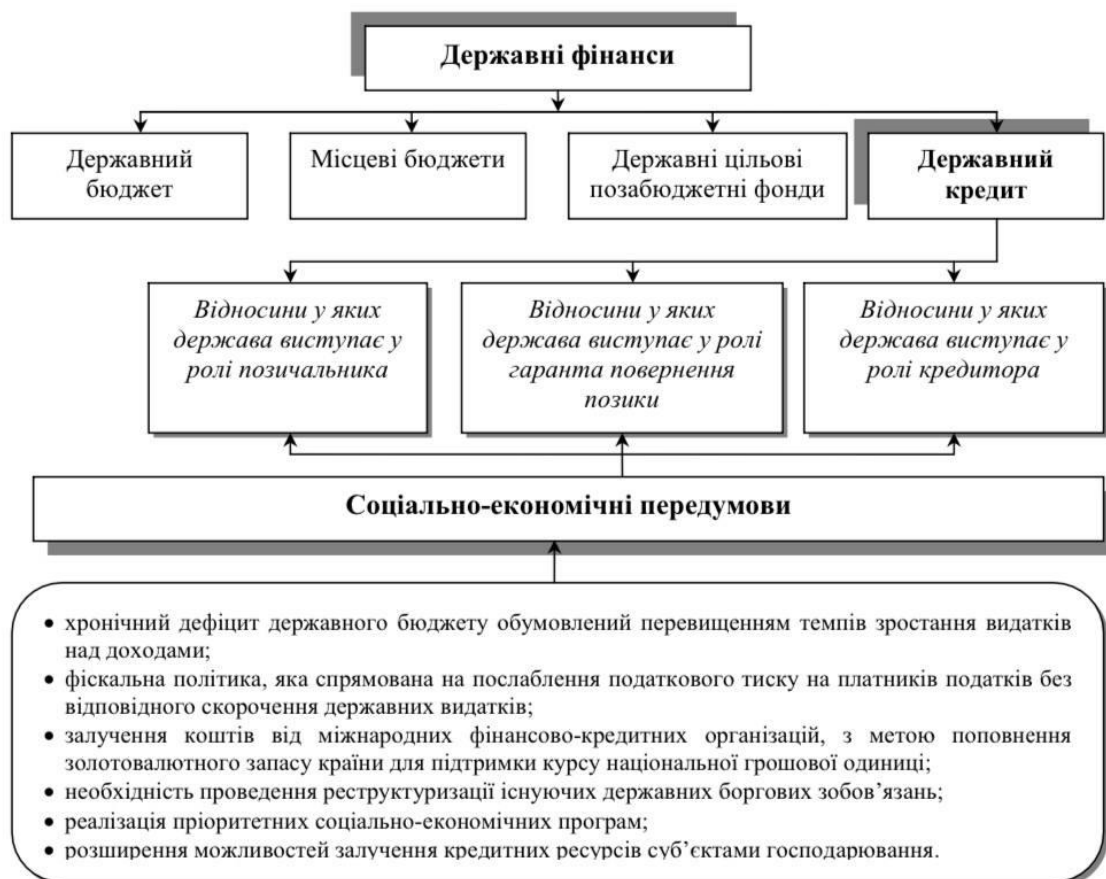 Державні фінанси
Державний
бюджет
Місцеві бюджети
Державні цільові
позабюджетні фонди
Державний
кредит
Відносини у яких
держава виступає у
ролі позичальника
Відносини у яких
держава виступає у ролі
гаранта повернення
позики
Відносини у яких
держава виступає у
ролі кредитора
Соціально-економічні передумови
• хронічний дефіцит державного бюджету обумовлений перевищенням темпів зростання видатків
над доходами;
• фіскальна політика, яка спрямована на послаблення податкового тиску на платників податків без
відповідного скорочення державних видатків;
• залучення коштів від міжнародних фінансово-кредитних організацій, з метою поповнення
золотовалютного запасу країни для підтримки курсу національної грошової одиниці;
• необхідність проведення реструктуризації існуючих державних боргових зобов’язань;
• реалізація пріоритетних соціально-економічних програм;
• розширення можливостей залучення кредитних ресурсів суб’єктами господарювання.